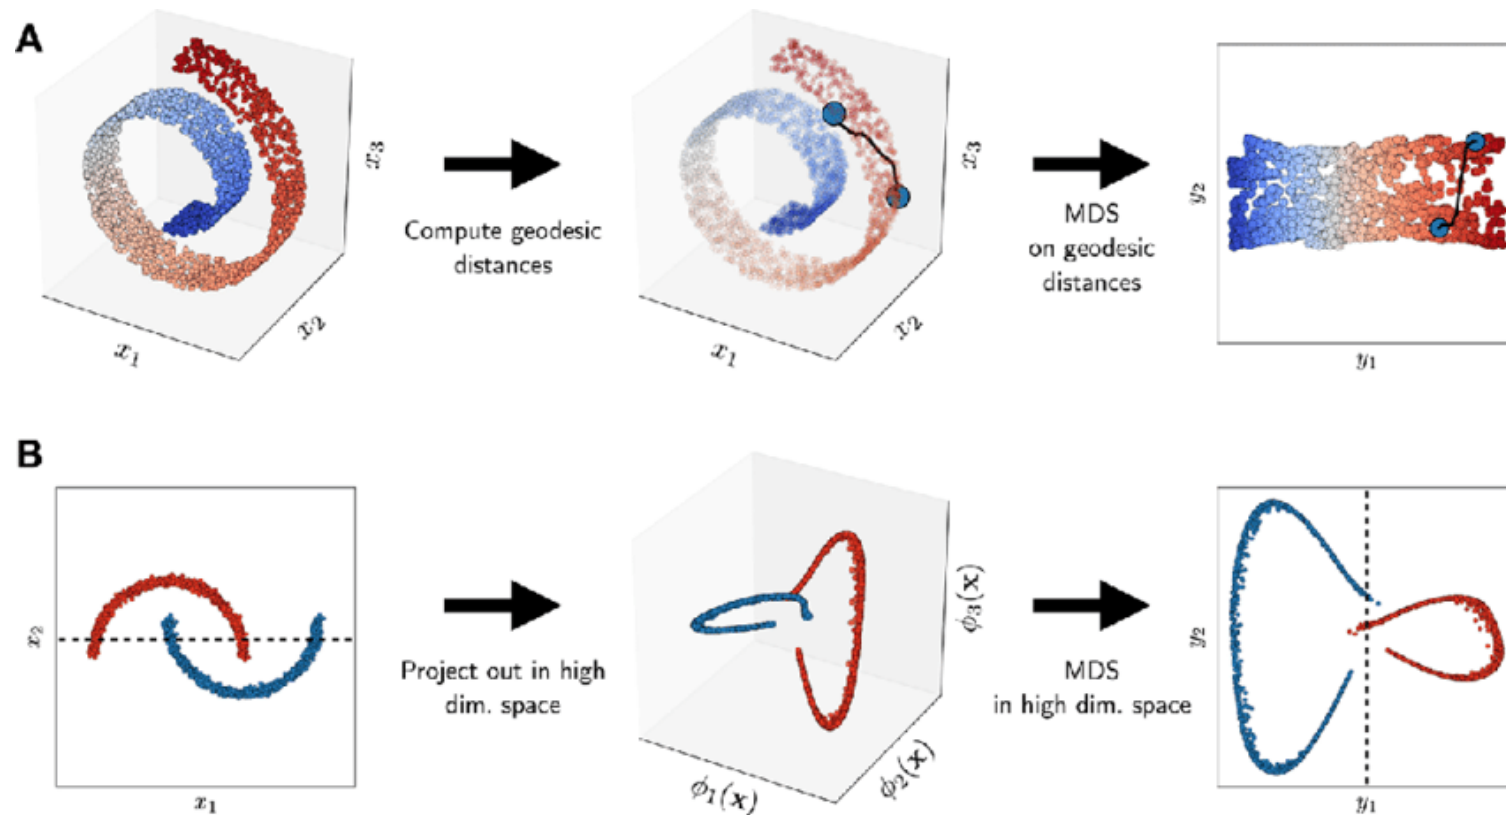 A
x₃
x₂
x₁
Compute geodesic
distances
x₃
x₂
x₁
MDS
on geodesic
distances
y₂
y₁
B
x₂
x₁
Project out in high
dim. space
ϕ₃(x)
ϕ₂(x)
ϕ₁(x)
MDS
in high dim. space
y₂
y₁